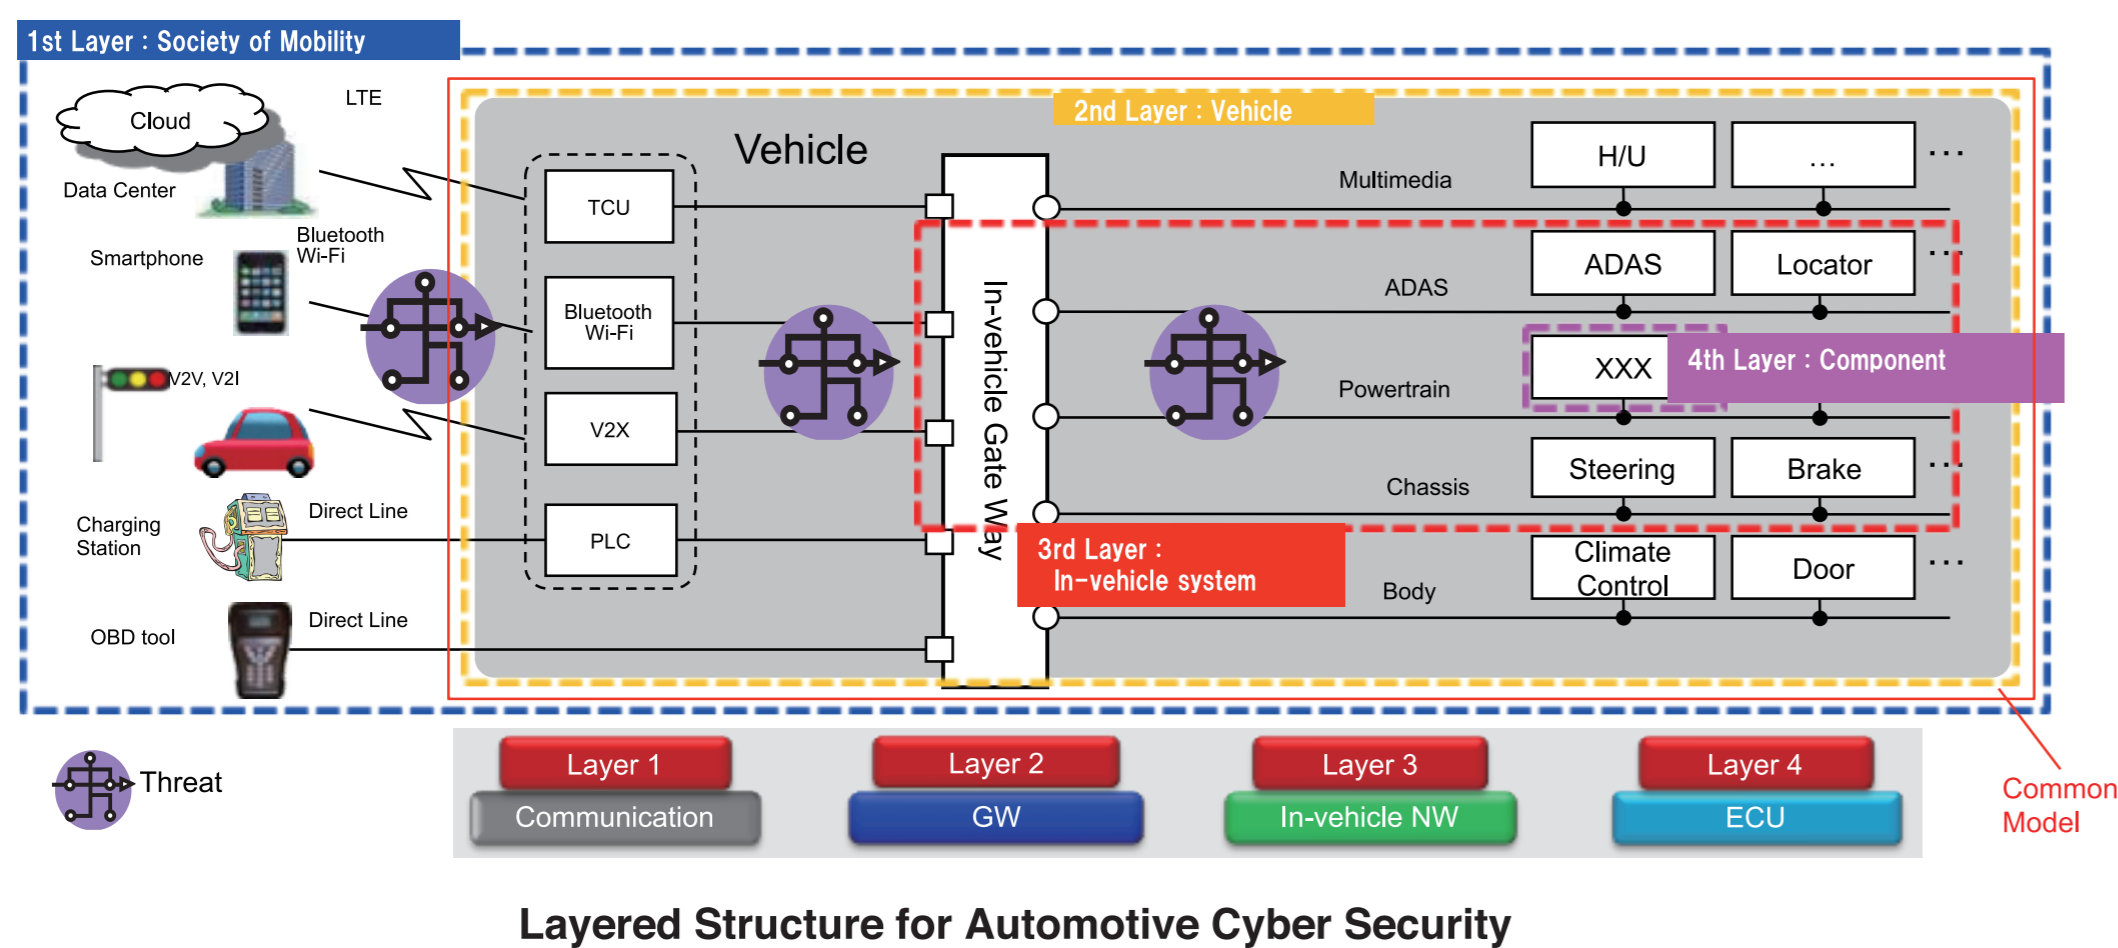 1st Layer : Society of Mobility
LTE
Cloud
Data Center
Smartphone
Bluetooth
Wi-Fi
V2V, V2I
Charging
Station
Direct Line
OBD tool
Direct Line
2nd Layer : Vehicle
Vehicle
TCU
Bluetooth
Wi-Fi
V2X
PLC
In-vehicle Gate Way
Multimedia
H/U
...
...
ADAS
ADAS
Locator
...
Powertrain
XXX
4th Layer : Component
Chassis
Steering
Brake
...
3rd Layer :
In-vehicle system
Body
Climate
Control
Door
...
Threat
Layer 1
Communication
Layer 2
GW
Layer 3
In-vehicle NW
Layer 4
ECU
Common
Model
Layered Structure for Automotive Cyber Security